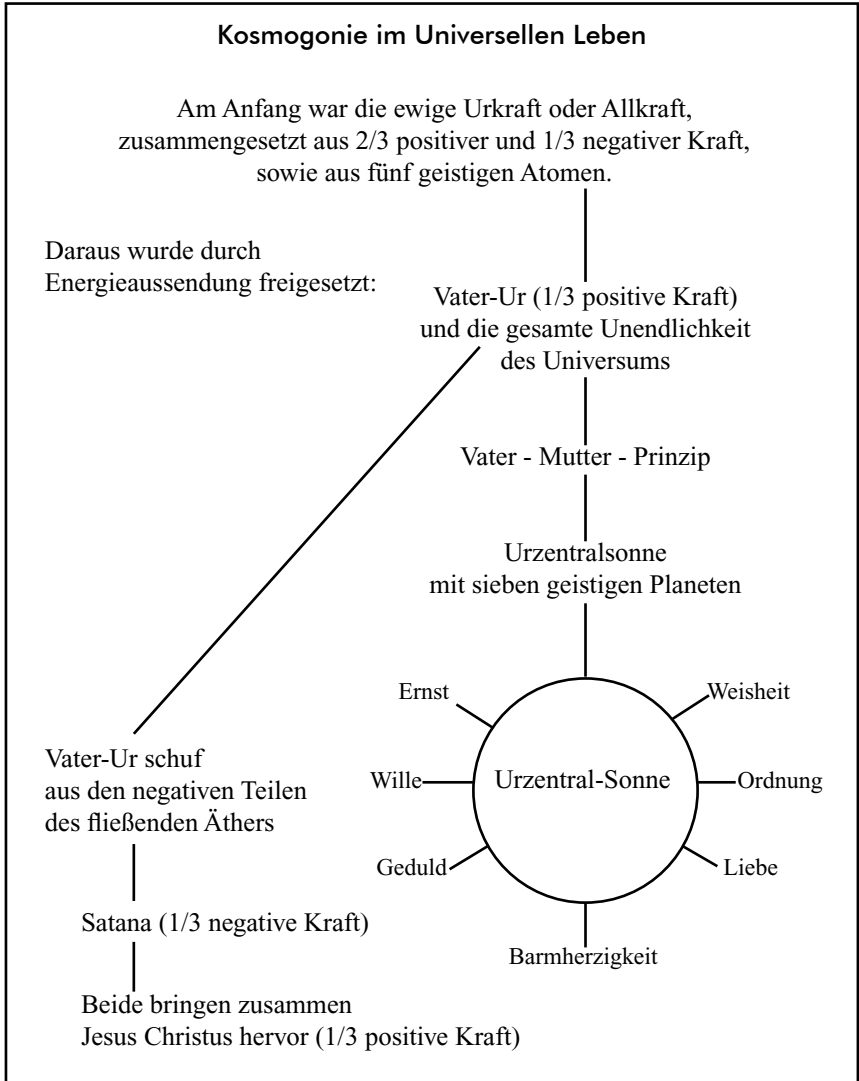 Kosmogonie im Universellen Leben
Am Anfang war die ewige Urkraft oder Allkraft,
zusammengesetzt aus 2/3 positiver und 1/3 negativer Kraft,
sowie aus fünf geistigen Atomen.
Daraus wurde durch
Energieaussendung freigesetzt:
Vater-Ur (1/3 positive Kraft)
und die gesamte Unendlichkeit
des Universums
Vater - Mutter - Prinzip
Urzentralsonne
mit sieben geistigen Planeten
Ernst
Weisheit
Wille
Urzentral-Sonne
Ordnung
Geduld
Liebe
Barmherzigkeit
Vater-Ur schuf
aus den negativen Teilen
des fließenden Äthers
Satana (1/3 negative Kraft)
Beide bringen zusammen
Jesus Christus hervor (1/3 positive Kraft)